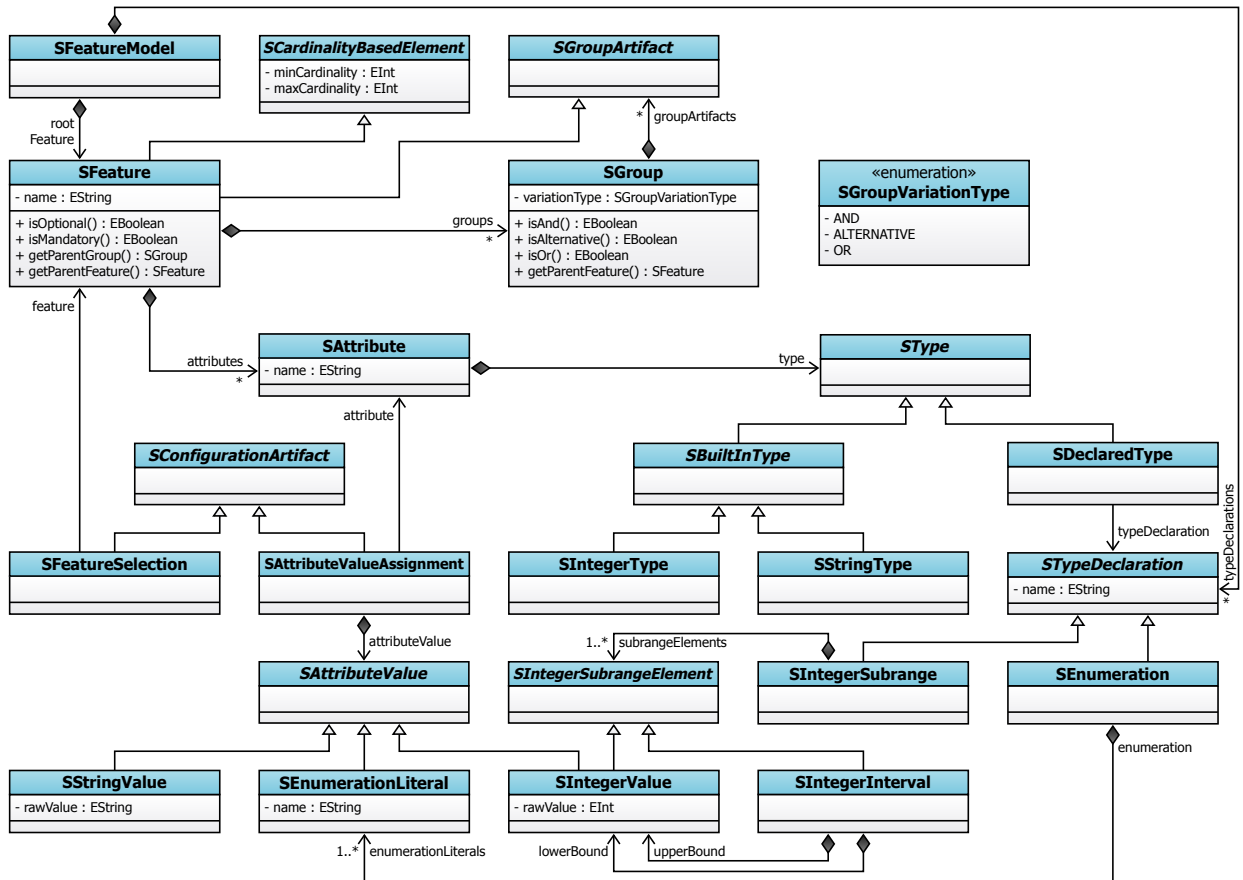 SFeatureModel
SCardinalityBasedElement
- minCardinality : EInt
- maxCardinality : EInt
SGroupArtifact
root
Feature
* groupArtifacts
SFeature
- name : EString
+ isOptional() : EBoolean
+ isMandatory() : EBoolean
+ getParentGroup() : SGroup
+ getParentFeature() : SFeature
groups
*
SGroup
- variationType : SGroupVariationType
+ isAnd() : EBoolean
+ isAlternative() : EBoolean
+ isOr() : EBoolean
+ getParentFeature() : SFeature
«enumeration»
SGroupVariationType
- AND
- ALTERNATIVE
- OR
feature
attributes
*
SAttribute
- name : EString
type
SType
attribute
SConfigurationArtifact
SBuiltInType
SDeclaredType
typeDeclaration
typeDeclarations
*
SFeatureSelection
SAttributeValueAssignment
SIntegerType
SStringType
STypeDeclaration
- name : EString
attributeValue
1..* subrangeElements
SAttributeValue
SIntegerSubrangeElement
SIntegerSubrange
SEnumeration
enumeration
SStringValue
- rawValue : EString
SEnumerationLiteral
- name : EString
SIntegerValue
- rawValue : EInt
SIntegerInterval
1..* enumerationLiterals
lowerBound
upperBound